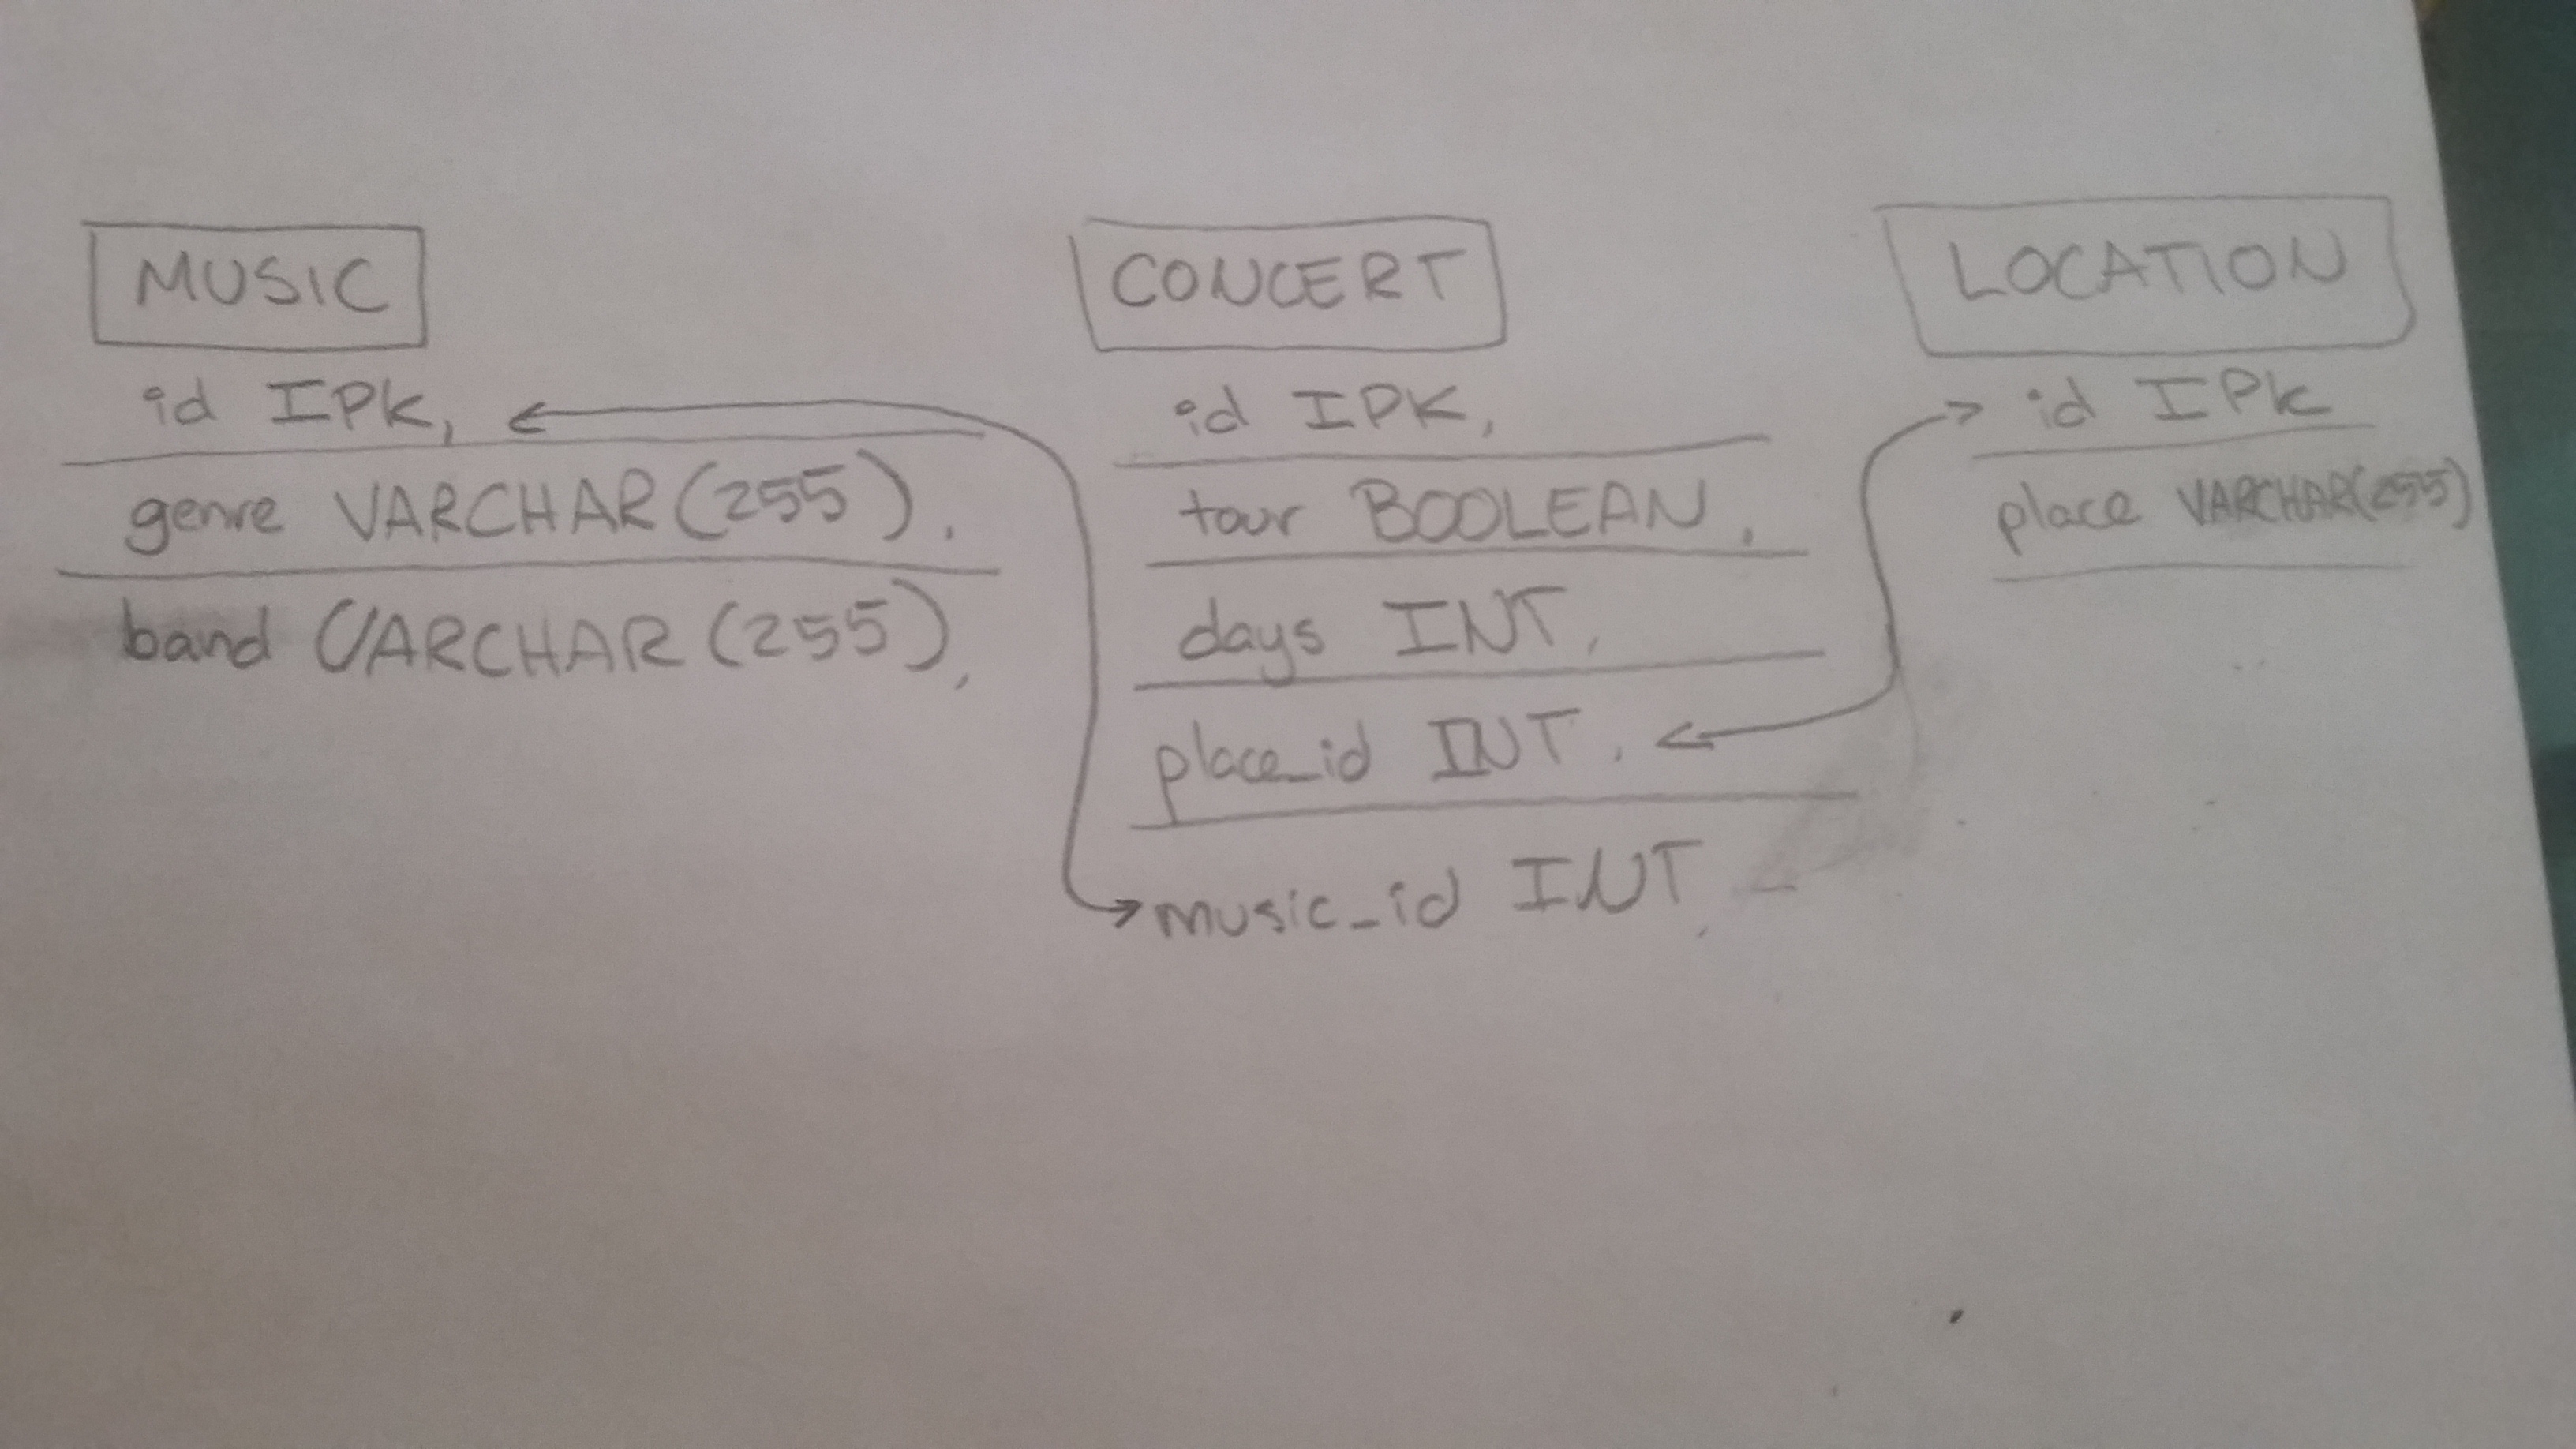 MUSIC
id IPK,
genre VARCHAR(255),
band VARCHAR(255),
CONCERT
id IPK,
tour BOOLEAN,
days INT,
place_id INT,
music_id INT,
LOCATION
id IPK
place VARCHAR(255)